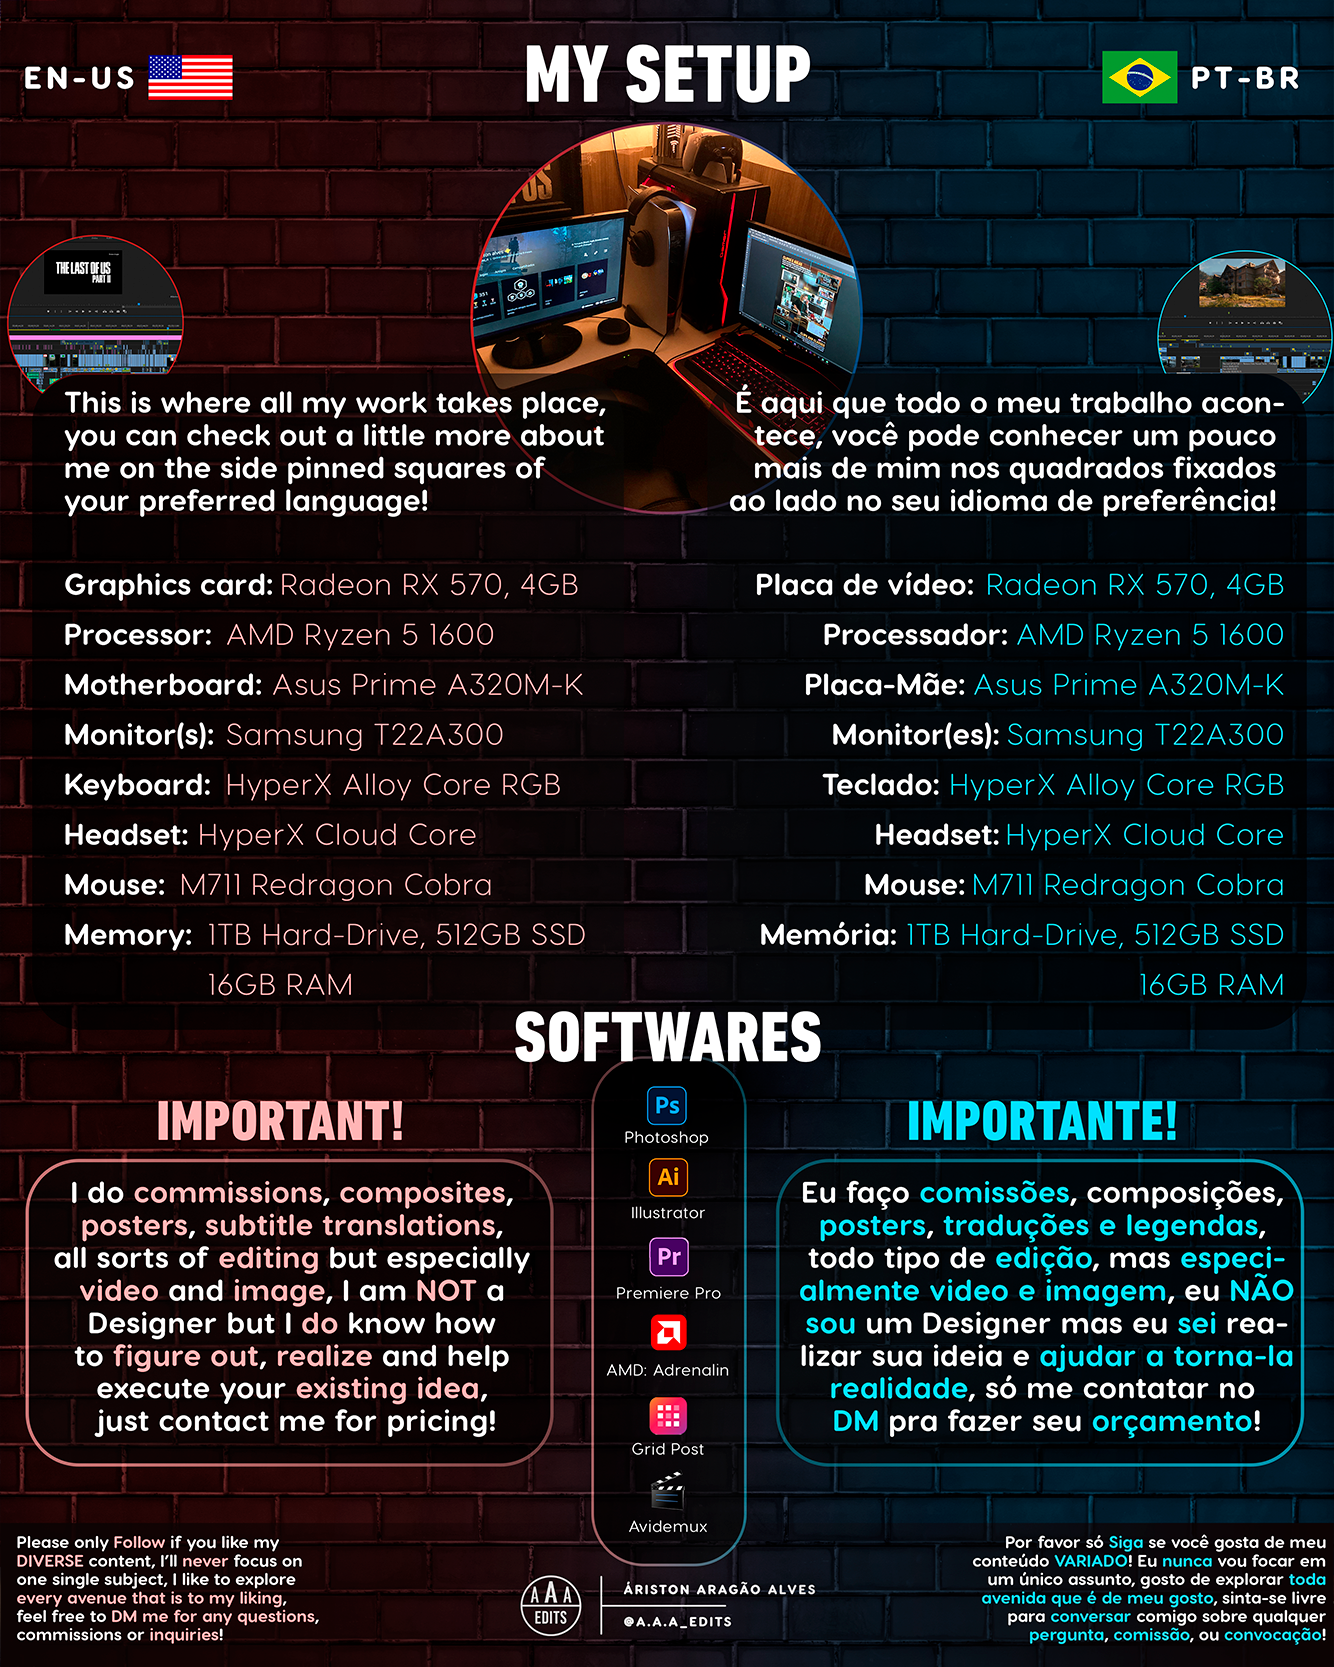 EN-US
MY SETUP
PT-BR
THE LAST OF US
PART II
This is where all my work takes place,
you can check out a little more about
me on the side pinned squares of
your preferred language!
É aqui que todo o meu trabalho acon-
tece, você pode conhecer um pouco
mais de mim nos quadrados fixados
ao lado no seu idioma de preferência!
Graphics card: Radeon RX 570, 4GB
Processor: AMD Ryzen 5 1600
Motherboard: Asus Prime A320M-K
Monitor(s): Samsung T22A300
Keyboard: HyperX Alloy Core RGB
Headset: HyperX Cloud Core
Mouse: M711 Redragon Cobra
Memory: 1TB Hard-Drive, 512GB SSD
16GB RAM
Placa de vídeo: Radeon RX 570, 4GB
Processador: AMD Ryzen 5 1600
Placa-Mãe: Asus Prime A320M-K
Monitor(es): Samsung T22A300
Teclado: HyperX Alloy Core RGB
Headset: HyperX Cloud Core
Mouse: M711 Redragon Cobra
Memória: 1TB Hard-Drive, 512GB SSD
16GB RAM
SOFTWARES
Ps
Photoshop
Ai
Illustrator
Pr
Premiere Pro
AMD: Adrenalin
Grid Post
Avidemux
IMPORTANT!
I do commissions, composites,
posters, subtitle translations,
all sorts of editing but especially
video and image, I am NOT a
Designer but I do know how
to figure out, realize and help
execute your existing idea,
just contact me for pricing!
IMPORTANTE!
Eu faço comissões, composições,
posters, traduções e legendas,
todo tipo de edição, mas especi-
almente video e imagem, eu NÃO
sou um Designer mas eu sei rea-
lizar sua ideia e ajudar a torna-la
realidade, só me contatar no
DM pra fazer seu orçamento!
Please only Follow if you like my
DIVERSE content, I'll never focus on
one single subject, I like to explore
every avenue that is to my liking,
feel free to DM me for any questions,
commissions or inquiries!
AAA
EDITS
ÁRISTON ARAGÃO ALVES
@A.A.A_EDITS
Por favor só Siga se você gosta de meu
conteúdo VARIADO! Eu nunca vou focar em
um único assunto, gosto de explorar toda
avenida que é de meu gosto, sinta-se livre
para conversar comigo sobre qualquer
pergunta, comissão, ou convocação!